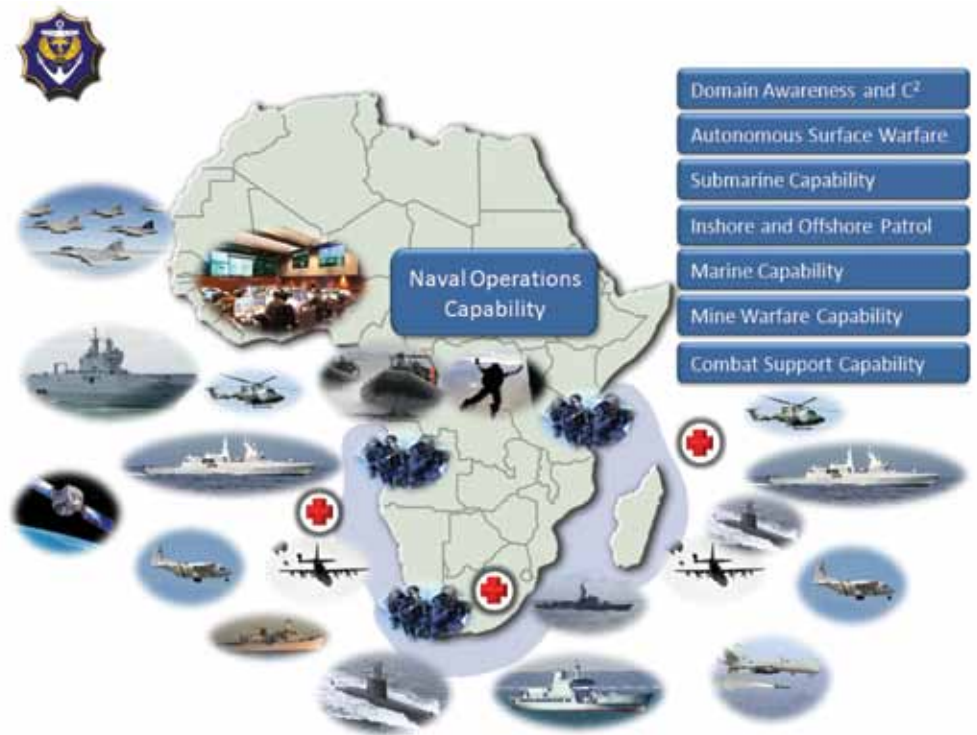 Domain Awareness and C²
Autonomous Surface Warfare
Submarine Capability
Inshore and Offshore Patrol
Marine Capability
Mine Warfare Capability
Combat Support Capability
Naval Operations
Capability